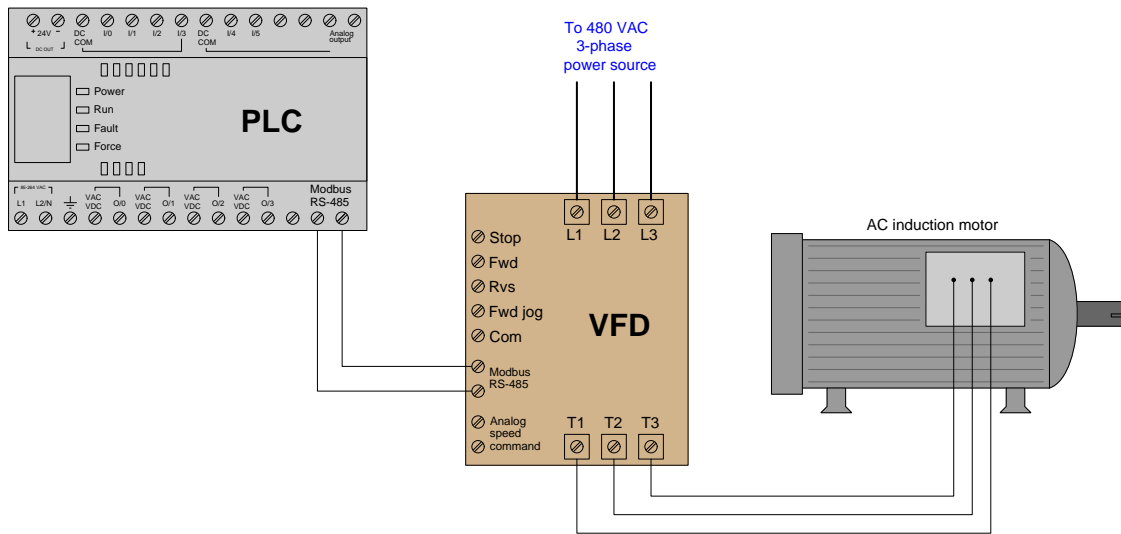 + 24V -
DC OUT
DC COM
I/0
I/1
I/2
I/3
DC COM
I/4
I/5
Analog output
Power
Run
Fault
Force
PLC
85-264 VAC
L1
L2/N
VAC VDC
O/0
VAC VDC
O/1
VAC VDC
O/2
VAC VDC
O/3
Modbus
RS-485
To 480 VAC
3-phase
power source
L1 L2 L3
Stop
Fwd
Rvs
Fwd jog
Com
VFD
Modbus
RS-485
Analog
speed
command
T1 T2 T3
AC induction motor